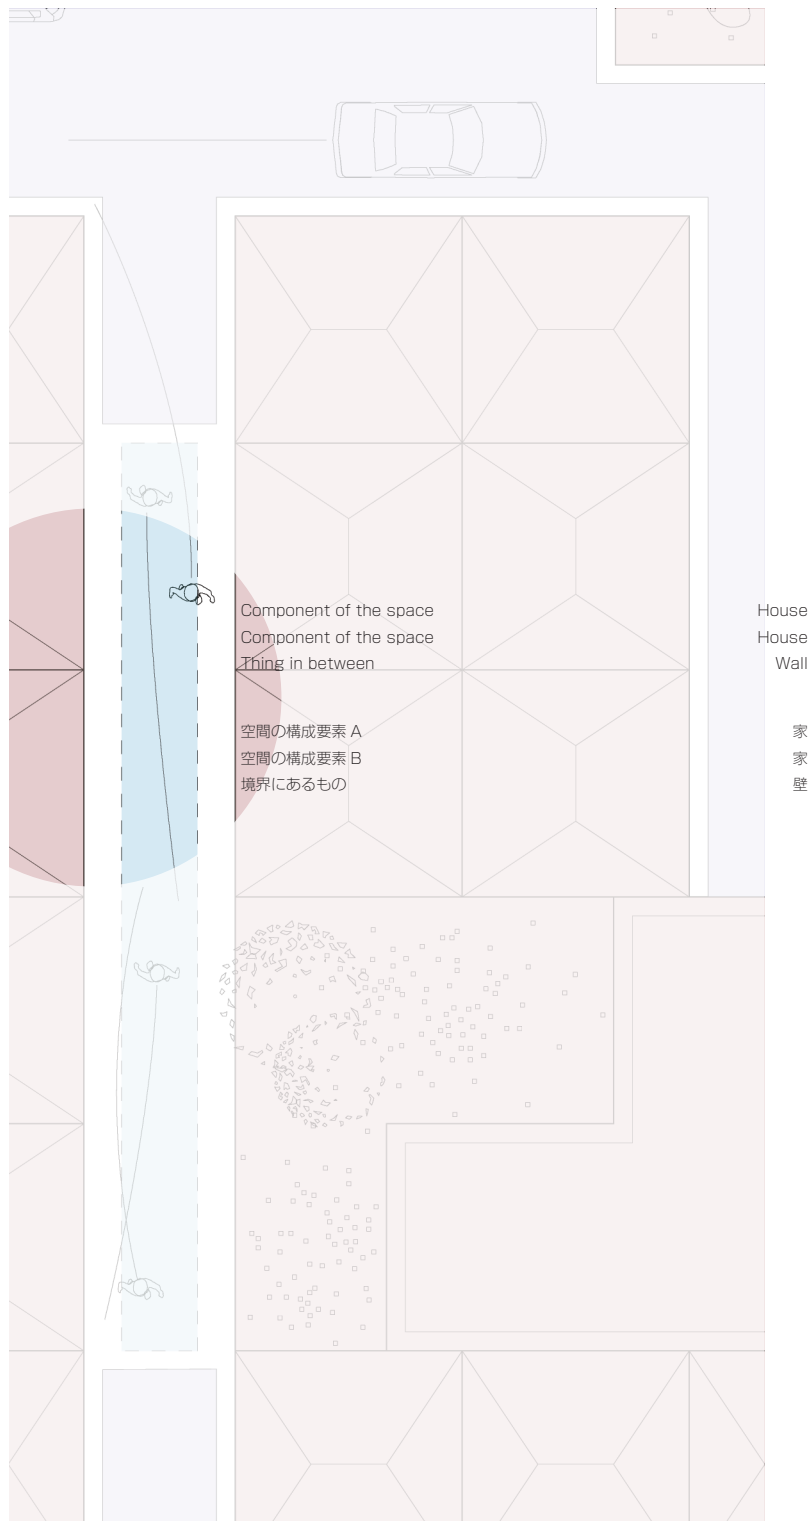 Component of the space House
Component of the space House
Thing in between Wall
空間の構成要素 A 家
空間の構成要素 B 家
境界にあるもの 壁